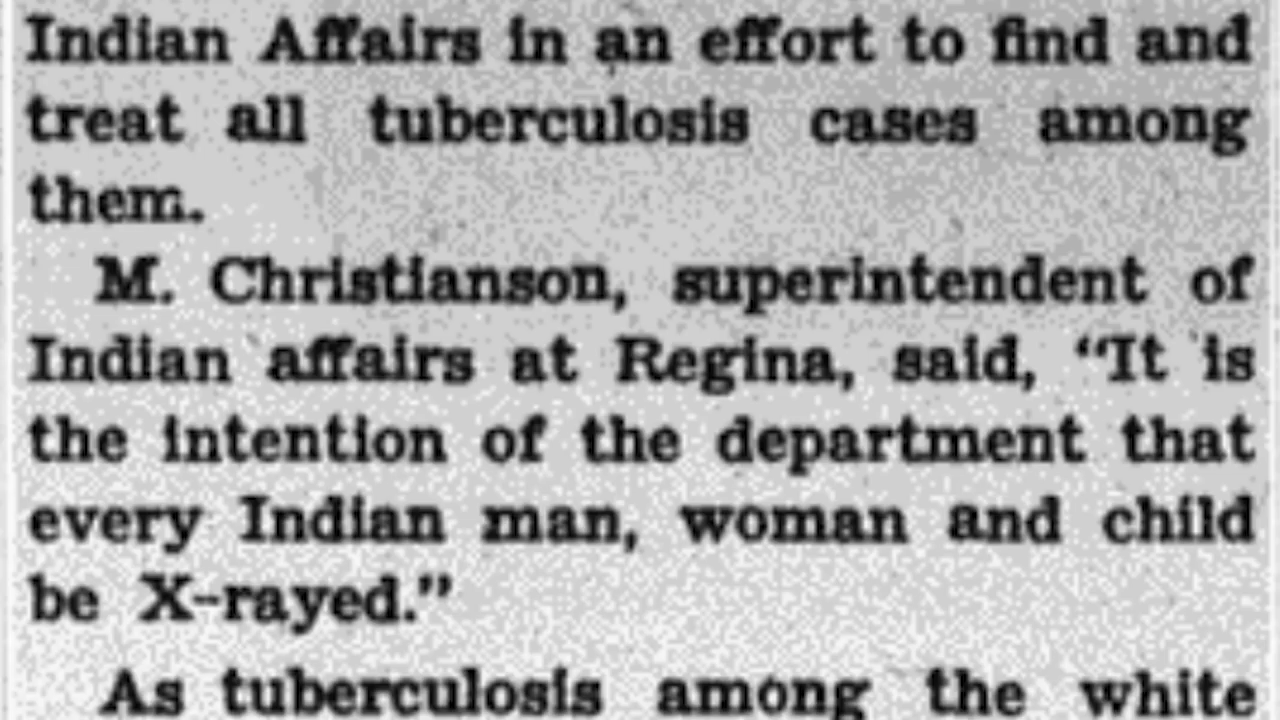 Indian Affairs in an effort to find and
treat all tuberculosis cases among
them.
M. Christianson, superintendent of
Indian affairs at Regina, said, “It is
the intention of the department that
every Indian man, woman and child
be X-rayed.”
As tuberculosis among the white